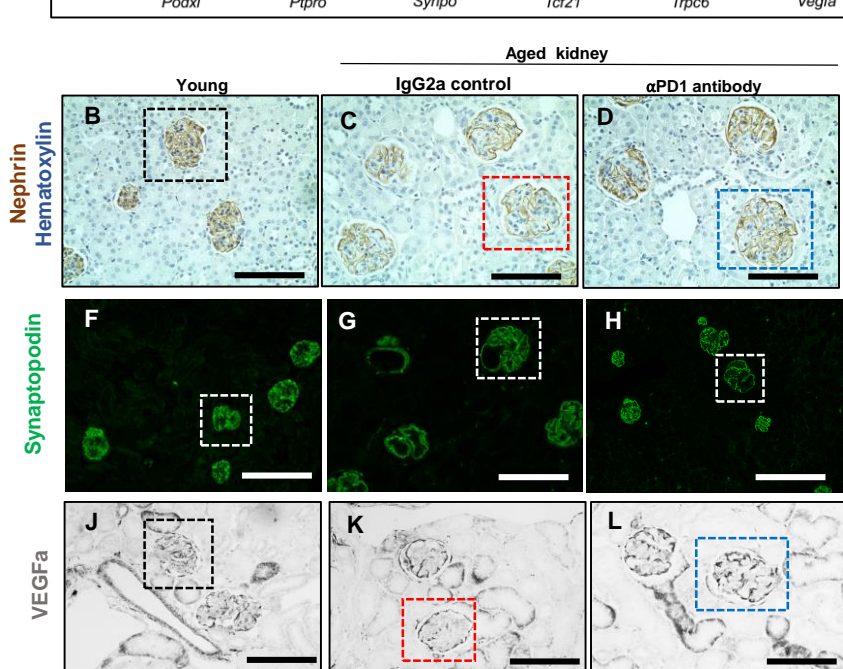 Podxl Ptpro Synpo Tcf21 Trpc6 Vegfa
Aged kidney
Young IgG2a control αPD1 antibody
Nephrin
Hematoxylin
B C D
Synaptopodin
F G H
VEGFa
J K L